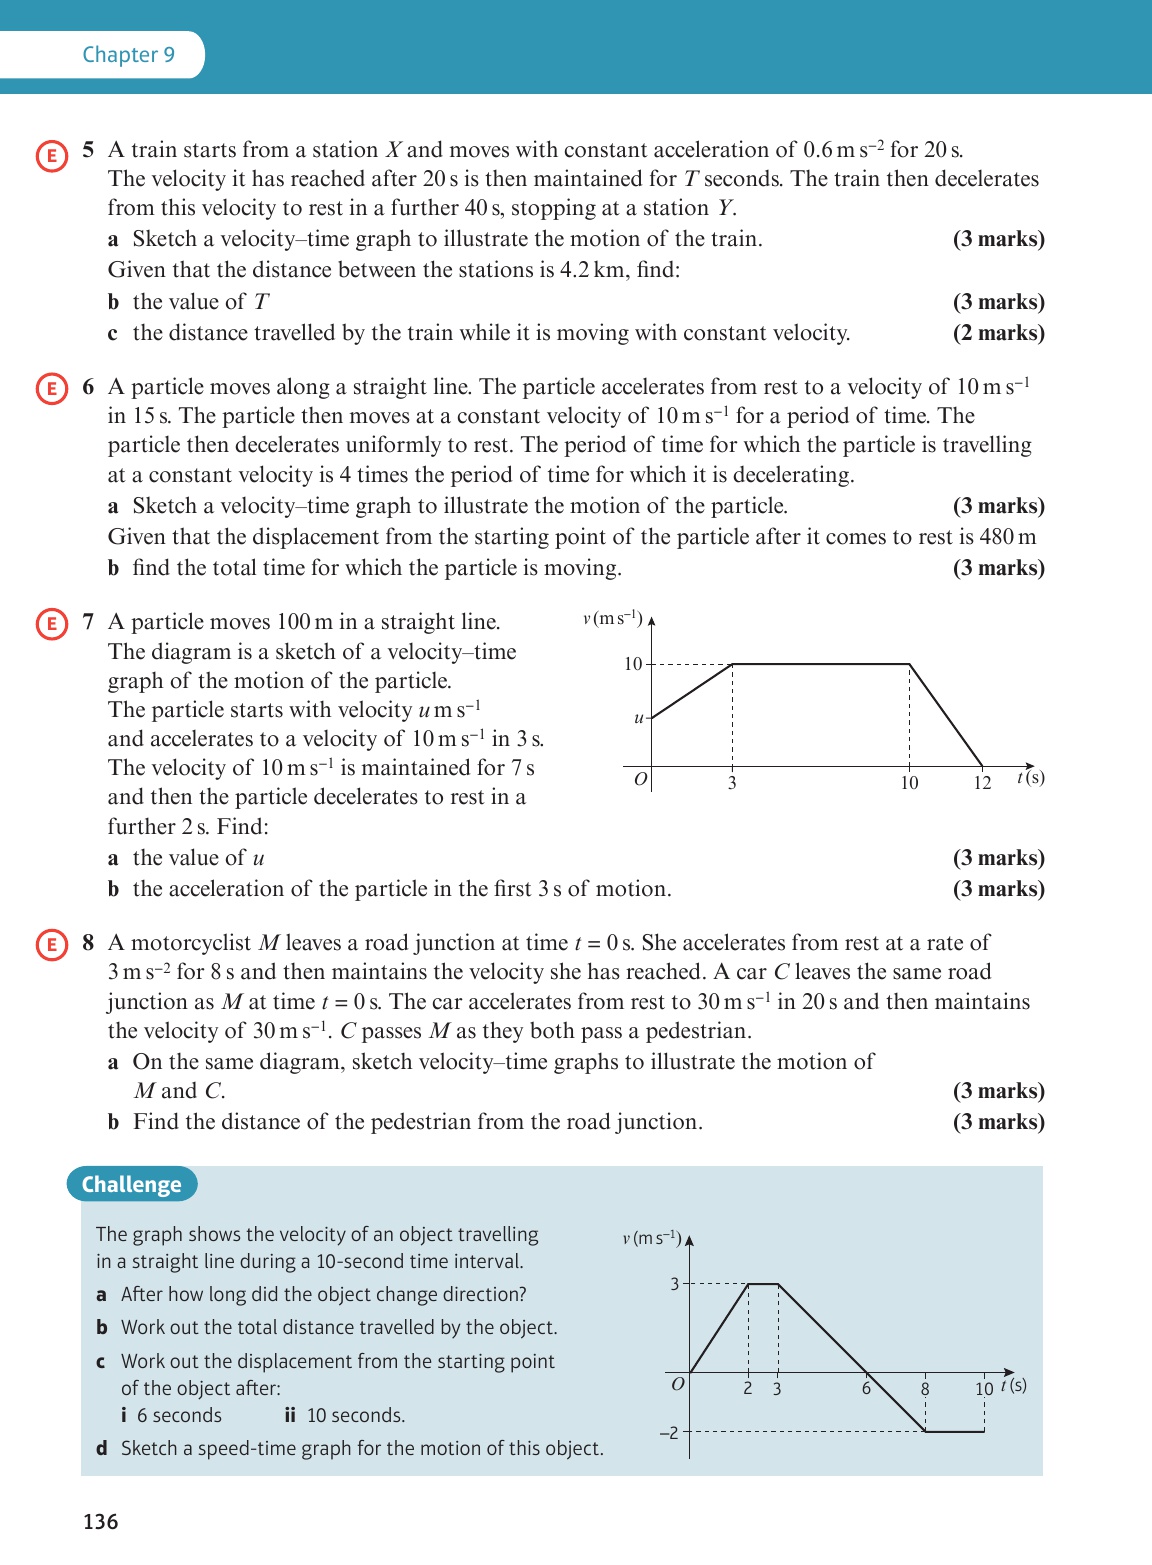 Chapter 9
E 5 A train starts from a station X and moves with constant acceleration of 0.6 m s⁻² for 20 s.
The velocity it has reached after 20 s is then maintained for T seconds. The train then decelerates
from this velocity to rest in a further 40 s, stopping at a station Y.
a Sketch a velocity–time graph to illustrate the motion of the train. (3 marks)
Given that the distance between the stations is 4.2 km, find:
b the value of T (3 marks)
c the distance travelled by the train while it is moving with constant velocity. (2 marks)
E 6 A particle moves along a straight line. The particle accelerates from rest to a velocity of 10 m s⁻¹
in 15 s. The particle then moves at a constant velocity of 10 m s⁻¹ for a period of time. The
particle then decelerates uniformly to rest. The period of time for which the particle is travelling
at a constant velocity is 4 times the period of time for which it is decelerating.
a Sketch a velocity–time graph to illustrate the motion of the particle. (3 marks)
Given that the displacement from the starting point of the particle after it comes to rest is 480 m
b find the total time for which the particle is moving. (3 marks)
E 7 A particle moves 100 m in a straight line.
The diagram is a sketch of a velocity–time
graph of the motion of the particle.
The particle starts with velocity u m s⁻¹
and accelerates to a velocity of 10 m s⁻¹ in 3 s.
The velocity of 10 m s⁻¹ is maintained for 7 s
and then the particle decelerates to rest in a
further 2 s. Find:
v (m s⁻¹)
10
u
O 3 10 12 t (s)
a the value of u (3 marks)
b the acceleration of the particle in the first 3 s of motion. (3 marks)
E 8 A motorcyclist M leaves a road junction at time t = 0 s. She accelerates from rest at a rate of
3 m s⁻² for 8 s and then maintains the velocity she has reached. A car C leaves the same road
junction as M at time t = 0 s. The car accelerates from rest to 30 m s⁻¹ in 20 s and then maintains
the velocity of 30 m s⁻¹. C passes M as they both pass a pedestrian.
a On the same diagram, sketch velocity–time graphs to illustrate the motion of
M and C. (3 marks)
b Find the distance of the pedestrian from the road junction. (3 marks)
Challenge
The graph shows the velocity of an object travelling
in a straight line during a 10-second time interval.
a After how long did the object change direction?
b Work out the total distance travelled by the object.
c Work out the displacement from the starting point
of the object after:
i 6 seconds ii 10 seconds.
d Sketch a speed-time graph for the motion of this object.
v (m s⁻¹)
3
O 2 3 6 8 10 t (s)
−2
136